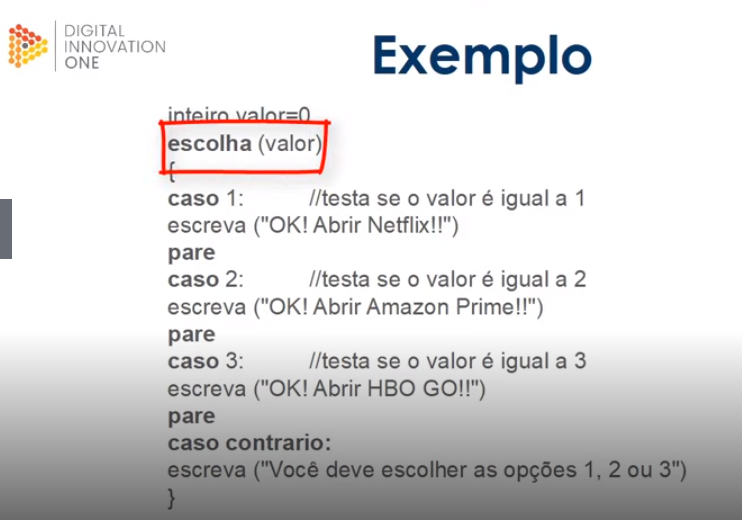 DIGITAL
INNOVATION
ONE
Exemplo
inteiro valor=0
escolha (valor)
{
caso 1: //testa se o valor é igual a 1
escreva ("OK! Abrir Netflix!!")
pare
caso 2: //testa se o valor é igual a 2
escreva ("OK! Abrir Amazon Prime!!")
pare
caso 3: //testa se o valor é igual a 3
escreva ("OK! Abrir HBO GO!!")
pare
caso contrario:
escreva ("Você deve escolher as opções 1, 2 ou 3")
}